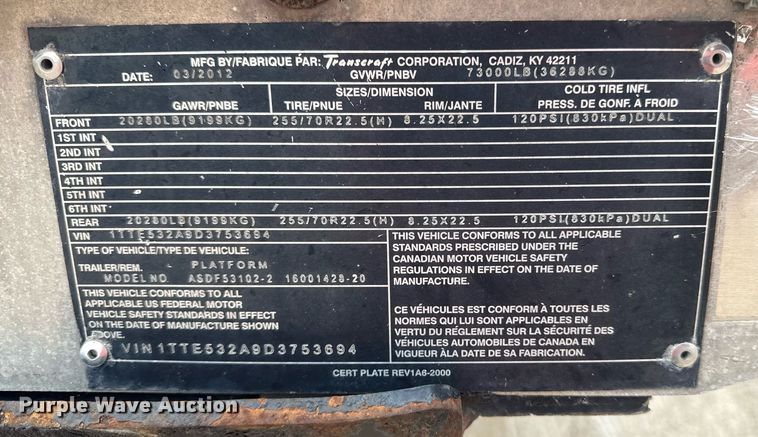 MFG BY/FABRIQUE PAR: Transcraft CORPORATION, CADIZ, KY 42211
DATE: 03/2012 GVWR/PNBV 73000LB(36288KG)
SIZES/DIMENSION COLD TIRE INFL
GAWR/PNBE TIRE/PNUE RIM/JANTE PRESS. DE GONF. À FROID
FRONT 20280LB(9199KG) 255/70R22.5(H) 8.25X22.5 120PSI(830kPa)DUAL
1ST INT
2ND INT
3RD INT
4TH INT
5TH INT
6TH INT
REAR 20280LB(9199KG) 255/70R22.5(H) 8.25X22.5 120PSI(830kPa)DUAL
VIN 1TTE532A9D3753694
TYPE OF VEHICLE/TYPE DE VEHICULE:
TRAILER/REM. PLATFORM
MODEL NO ASDF53102-2 16001428-20
THIS VEHICLE CONFORMS TO ALL
APPLICABLE US FEDERAL MOTOR
VEHICLE SAFETY STANDARDS IN EFFECT
ON THE DATE OF MANUFACTURE SHOWN
ABOVE.
VIN1TTE532A9D3753694
THIS VEHICLE CONFORMS TO ALL APPLICABLE
STANDARDS PRESCRIBED UNDER THE
CANADIAN MOTOR VEHICLE SAFETY
REGULATIONS IN EFFECT ON THE DATE OF
MANUFACTURE.
CE VÉHICULES EST CONFORM À TOUTES
LES NORMES QUI LUI SONT APPLICABLES EN
VERTU DU RÉGLEMENT SUR LA SÉCURITÉ DES
VÉHICULES AUTOMOBILES DE CANADA EN
VIGUEUR À LA DATE DE SA FABRICATION.
CERT PLATE REV1A6-2000
Purple Wave Auction